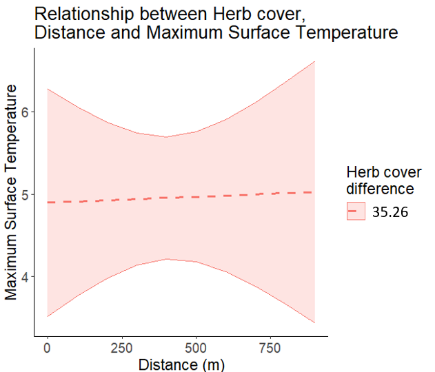 Relationship between Herb cover,
Distance and Maximum Surface Temperature
Maximum Surface Temperature
6
5
4
0
250
500
750
Distance (m)
Herb cover
difference
35.26